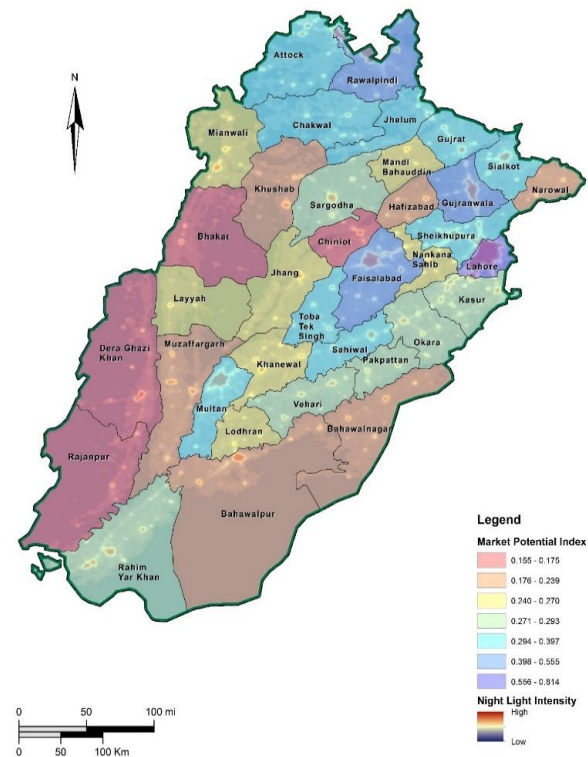 Attock
Rawalpindi
N
Chakwal
Jhelum
Mianwali
Gujrat
Mandi
Bahauddin
Sialkot
Khushab
Narowal
Sargodha
Hafizabad
Gujranwala
Bhakar
Chiniot
Sheikhupura
Nankana
Sahib
Lahore
Jhang
Faisalabad
Layyah
Kasur
Toba
Tek
Singh
Dera Ghazi
Khan
Muzaffargarh
Okara
Sahiwal
Khanewal
Pakpattan
Multan
Vehari
Lodhran
Bahawalnagar
Rajanpur
Bahawalpur
Rahim
Yar Khan
Legend
Market Potential Index
0.155 - 0.175
0.176 - 0.239
0.240 - 0.270
0.271 - 0.293
0.294 - 0.397
0.398 - 0.555
0.556 - 0.814
Night Light Intensity
High
Low
0 50 100 mi
0 50 100 Km